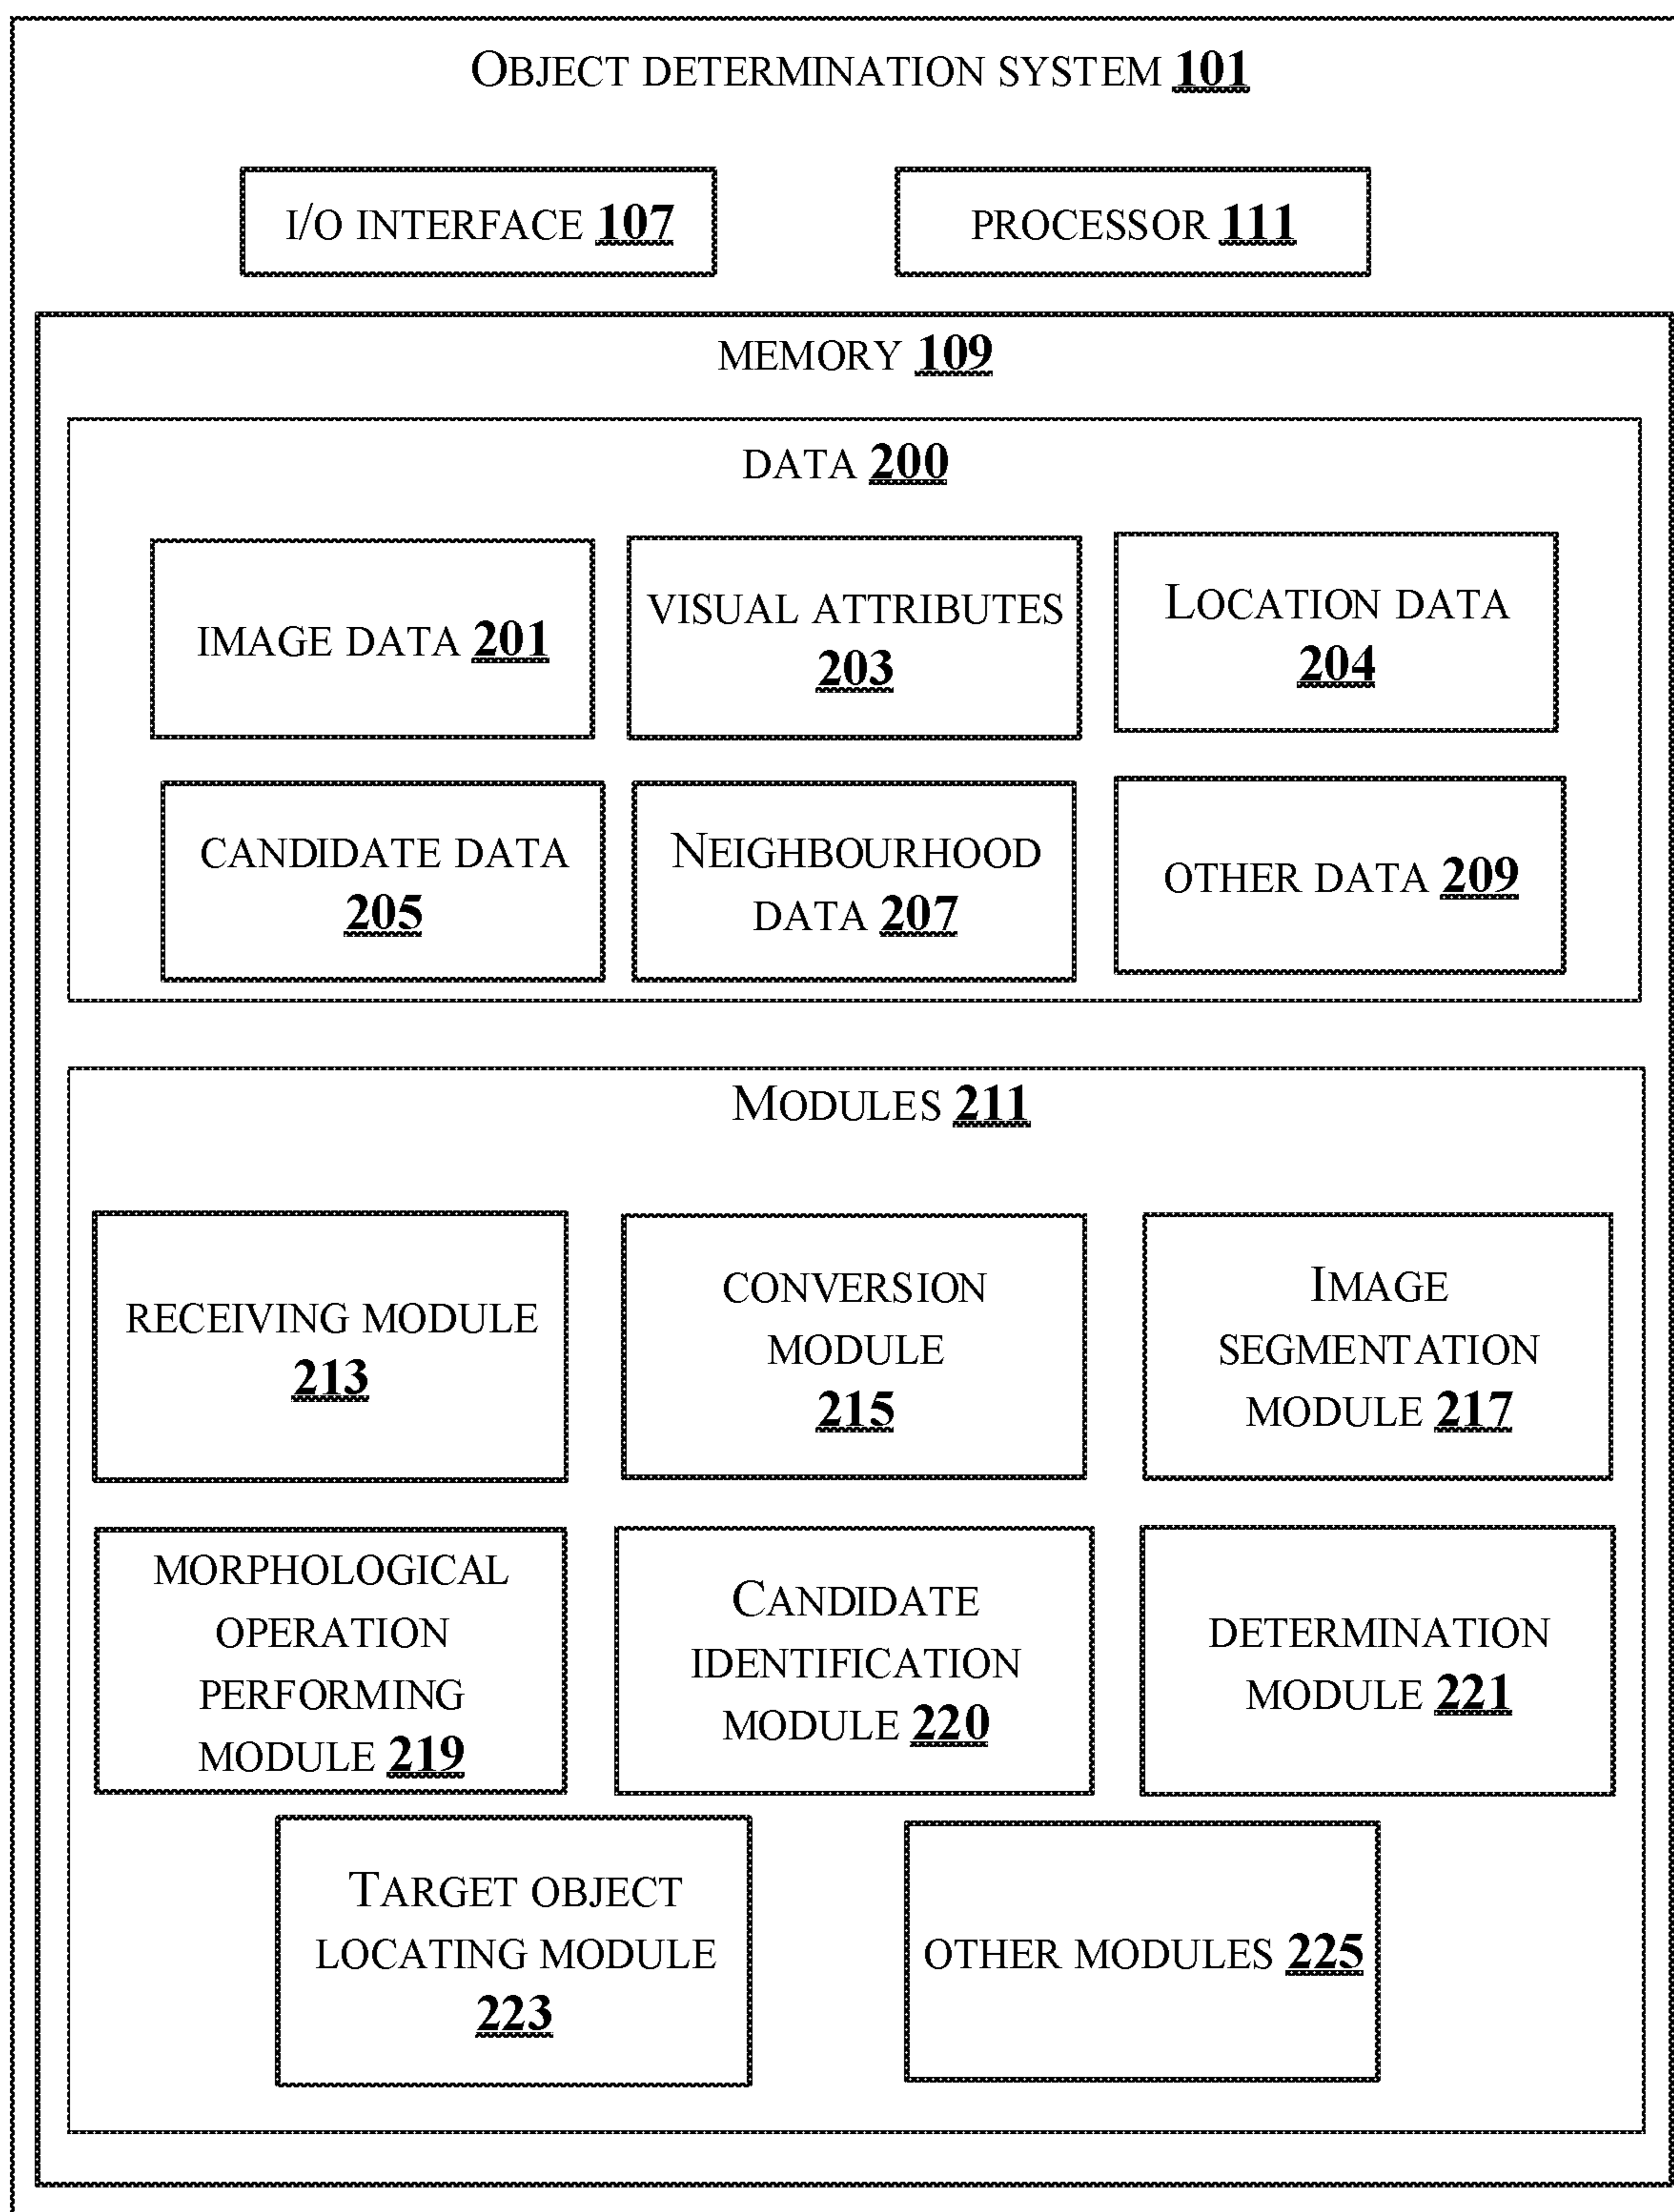 OBJECT DETERMINATION SYSTEM 101
I/O INTERFACE 107
PROCESSOR 111
MEMORY 109
DATA 200
IMAGE DATA 201
VISUAL ATTRIBUTES
203
LOCATION DATA
204
CANDIDATE DATA
205
NEIGHBOURHOOD
DATA 207
OTHER DATA 209
MODULES 211
RECEIVING MODULE
213
CONVERSION
MODULE
215
IMAGE
SEGMENTATION
MODULE 217
MORPHOLOGICAL
OPERATION
PERFORMING
MODULE 219
CANDIDATE
IDENTIFICATION
MODULE 220
DETERMINATION
MODULE 221
TARGET OBJECT
LOCATING MODULE
223
OTHER MODULES 225